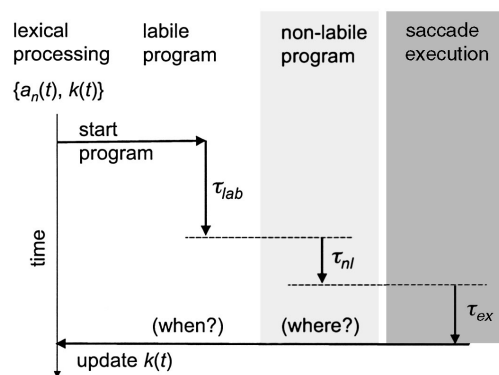 lexical processing
labile program
non-labile program
saccade execution
{aₙ(t), k(t)}
start program
τ_lab
time
τ_nl
τ_ex
(when?)
(where?)
update k(t)